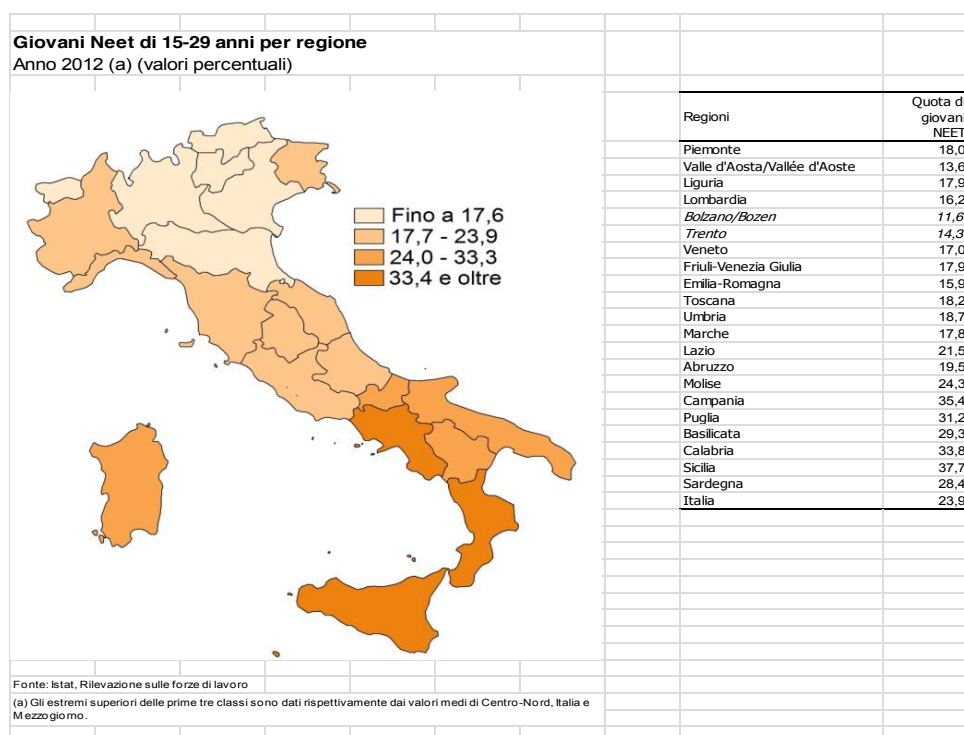 Giovani Neet di 15-29 anni per regione
Anno 2012 (a) (valori percentuali)
Fino a 17,6
17,7 - 23,9
24,0 - 33,3
33,4 e oltre
Fonte: Istat, Rilevazione sulle forze di lavoro
(a) Gli estremi superiori delle prime tre classi sono dati rispettivamente dai valori medi di Centro-Nord, Italia e
Mezzogiorno.
Regioni
Quota di
giovani
NEET
Piemonte 18,0
Valle d'Aosta/Vallée d'Aoste 13,6
Liguria 17,9
Lombardia 16,2
Bolzano/Bozen 11,6
Trento 14,3
Veneto 17,0
Friuli-Venezia Giulia 17,9
Emilia-Romagna 15,9
Toscana 18,2
Umbria 18,7
Marche 17,8
Lazio 21,5
Abruzzo 19,5
Molise 24,3
Campania 35,4
Puglia 31,2
Basilicata 29,3
Calabria 33,8
Sicilia 37,7
Sardegna 28,4
Italia 23,9